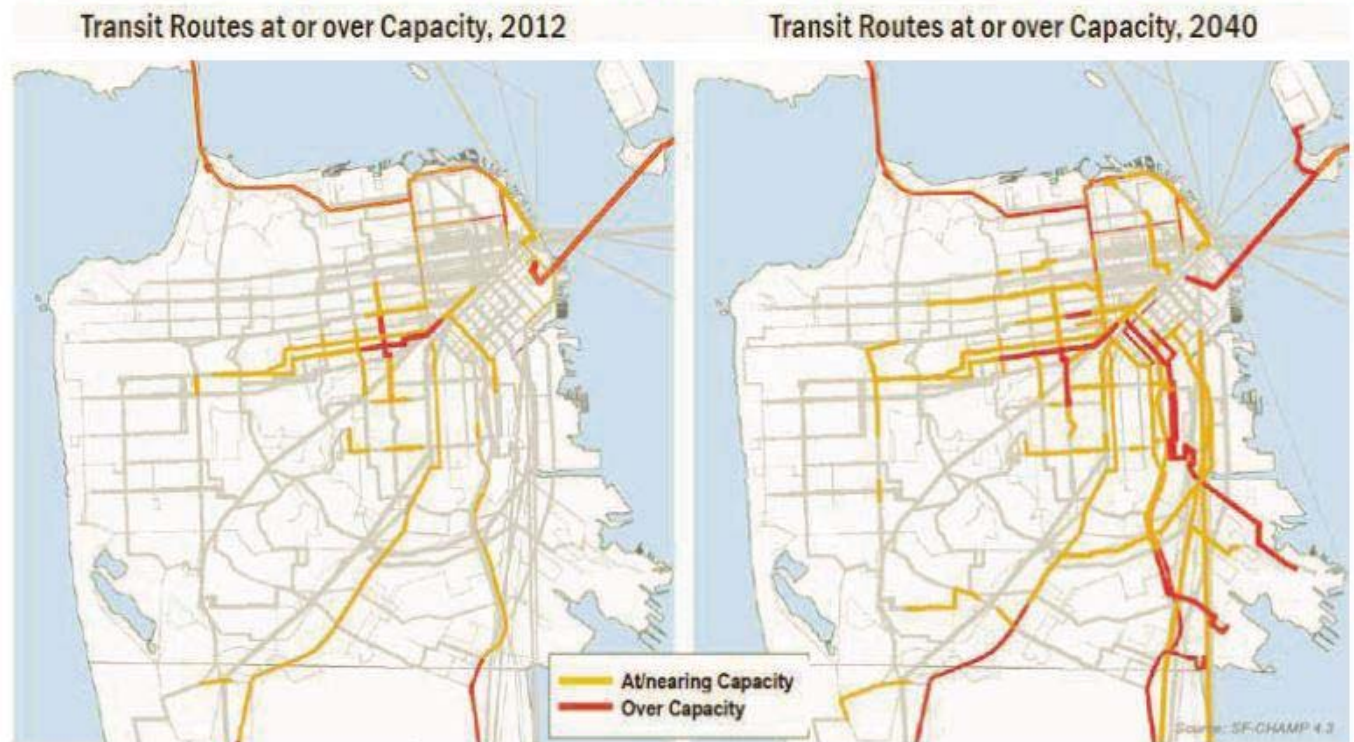 Transit Routes at or over Capacity, 2012
Transit Routes at or over Capacity, 2040
At/nearing Capacity
Over Capacity
Source: SF-CHAMP 4.3